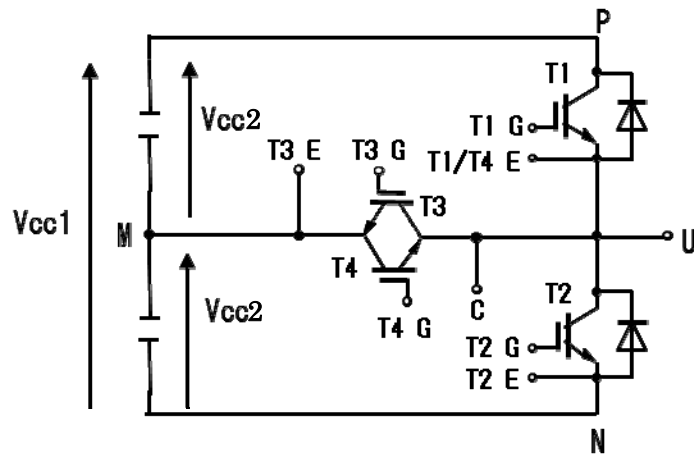 P
T1
Vcc2
T1 G
T3 E
T3 G
T1/T4 E
T3
Vcc1
M
U
T4
T2
Vcc2
C
T4 G
T2 G
T2 E
N